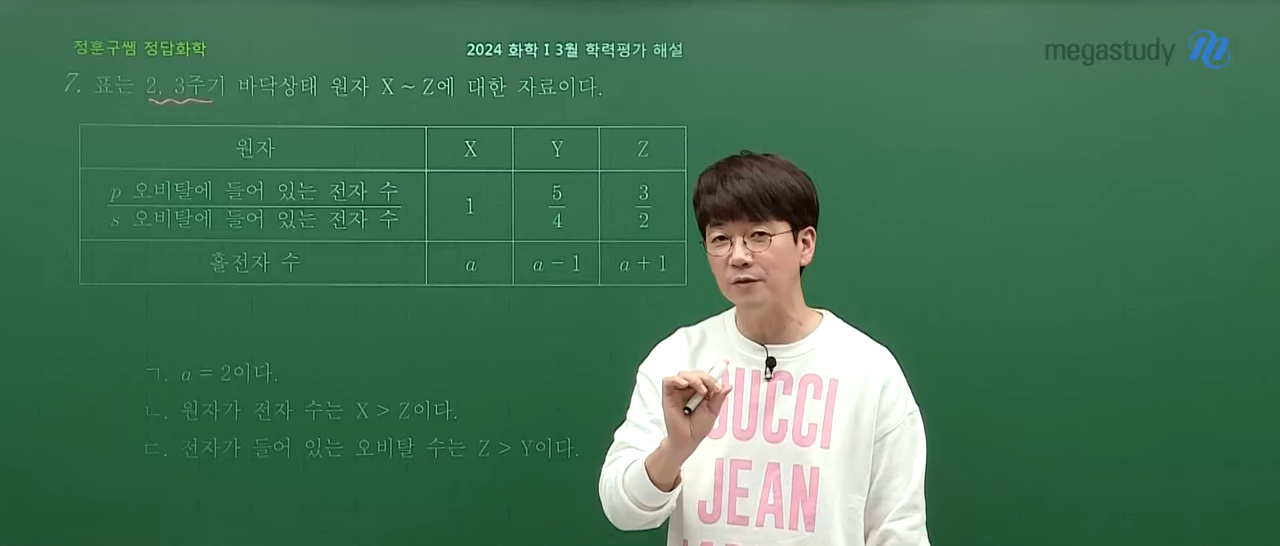 정훈구쌤 정답화학
2024 화학 I 3월 학력평가 해설
megastudy
7. 표는 2, 3주기 바닥상태 원자 X ~ Z에 대한 자료이다.
원자 X Y Z
p 오비탈에 들어 있는 전자 수 / s 오비탈에 들어 있는 전자 수 1 5/4 3/2
홀전자 수 a a − 1 a + 1
ㄱ. a = 2이다.
ㄴ. 원자가 전자 수는 X > Z이다.
ㄷ. 전자가 들어 있는 오비탈 수는 Z > Y이다.
GUCCI
JEAN